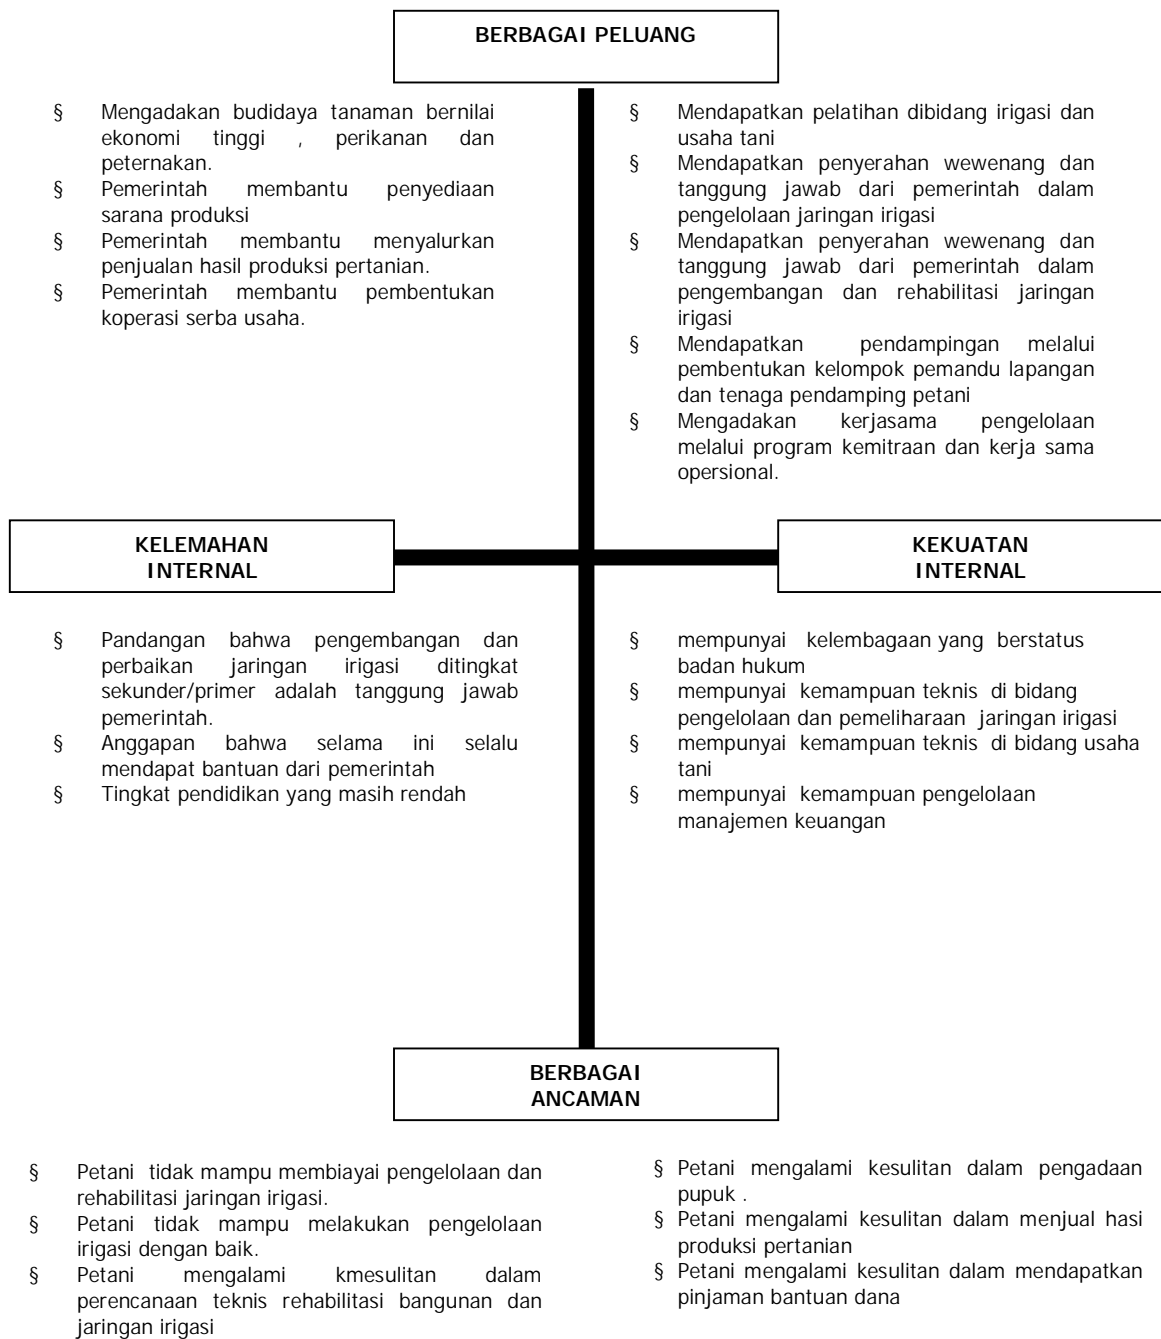 BERBAGAI PELUANG
§ Mengadakan budidaya tanaman bernilai
ekonomi tinggi , perikanan dan
peternakan.
§ Pemerintah membantu penyediaan
sarana produksi
§ Pemerintah membantu menyalurkan
penjualan hasil produksi pertanian.
§ Pemerintah membantu pembentukan
koperasi serba usaha.
§ Mendapatkan pelatihan dibidang irigasi dan
usaha tani
§ Mendapatkan penyerahan wewenang dan
tanggung jawab dari pemerintah dalam
pengelolaan jaringan irigasi
§ Mendapatkan penyerahan wewenang dan
tanggung jawab dari pemerintah dalam
pengembangan dan rehabilitasi jaringan
irigasi
§ Mendapatkan pendampingan melalui
pembentukan kelompok pemandu lapangan
dan tenaga pendamping petani
§ Mengadakan kerjasama pengelolaan
melalui program kemitraan dan kerja sama
opersional.
KELEMAHAN
INTERNAL
KEKUATAN
INTERNAL
§ Pandangan bahwa pengembangan dan
perbaikan jaringan irigasi ditingkat
sekunder/primer adalah tanggung jawab
pemerintah.
§ Anggapan bahwa selama ini selalu
mendapat bantuan dari pemerintah
§ Tingkat pendidikan yang masih rendah
§ mempunyai kelembagaan yang berstatus
badan hukum
§ mempunyai kemampuan teknis di bidang
pengelolaan dan pemeliharaan jaringan irigasi
§ mempunyai kemampuan teknis di bidang usaha
tani
§ mempunyai kemampuan pengelolaan
manajemen keuangan
BERBAGAI
ANCAMAN
§ Petani tidak mampu membiayai pengelolaan dan
rehabilitasi jaringan irigasi.
§ Petani tidak mampu melakukan pengelolaan
irigasi dengan baik.
§ Petani mengalami kmesulitan dalam
perencanaan teknis rehabilitasi bangunan dan
jaringan irigasi
§ Petani mengalami kesulitan dalam pengadaan
pupuk .
§ Petani mengalami kesulitan dalam menjual hasi
produksi pertanian
§ Petani mengalami kesulitan dalam mendapatkan
pinjaman bantuan dana